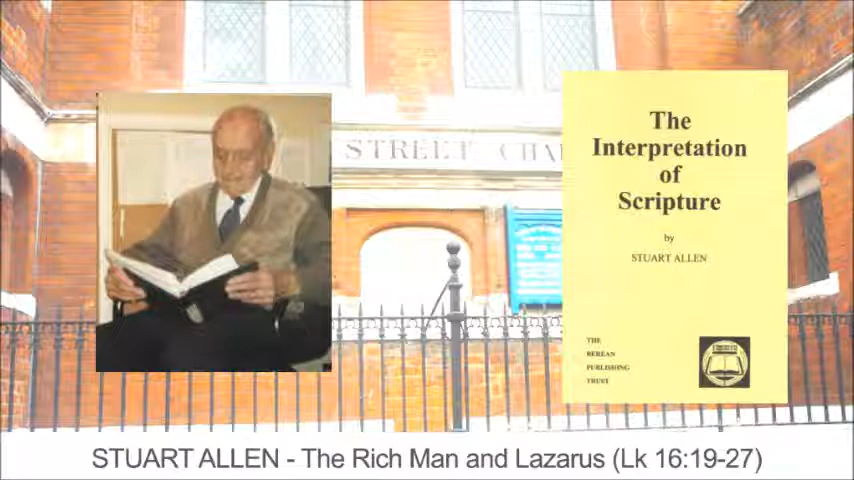 STREET CHA
The
Interpretation
of
Scripture
by
STUART ALLEN
THE
BEREAN
PUBLISHING
TRUST
STUART ALLEN - The Rich Man and Lazarus (Lk 16:19-27)